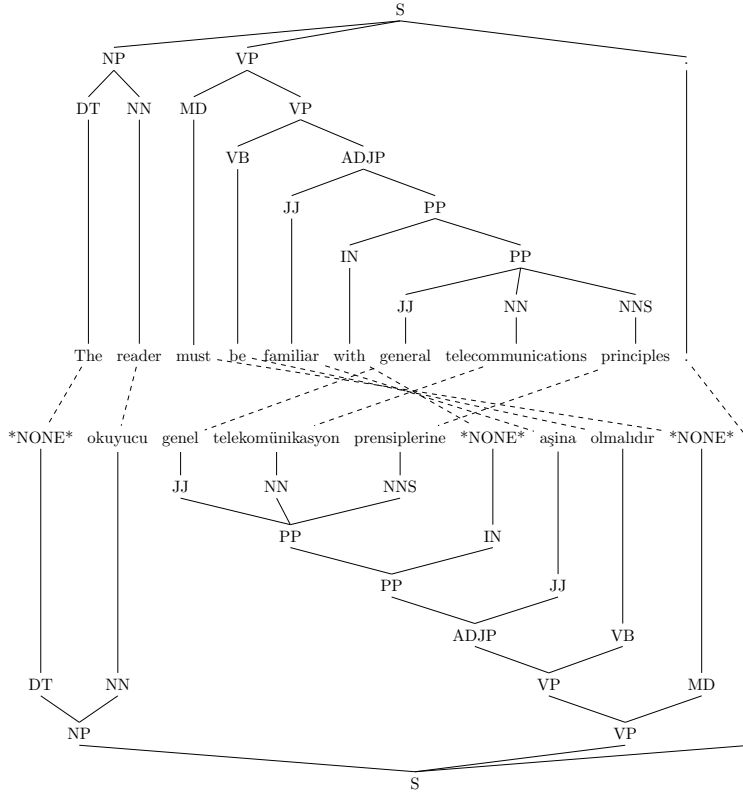 S
NP VP .
DT NN MD VP
VB ADJP
JJ PP
IN PP
JJ NN NNS
The reader must be familiar with general telecommunications principles .
*NONE* okuyucu genel telekomünikasyon prensiplerine *NONE* aşina olmalıdır *NONE*
JJ NN NNS
PP IN
PP JJ
ADJP VB
DT NN VP MD
NP VP
S